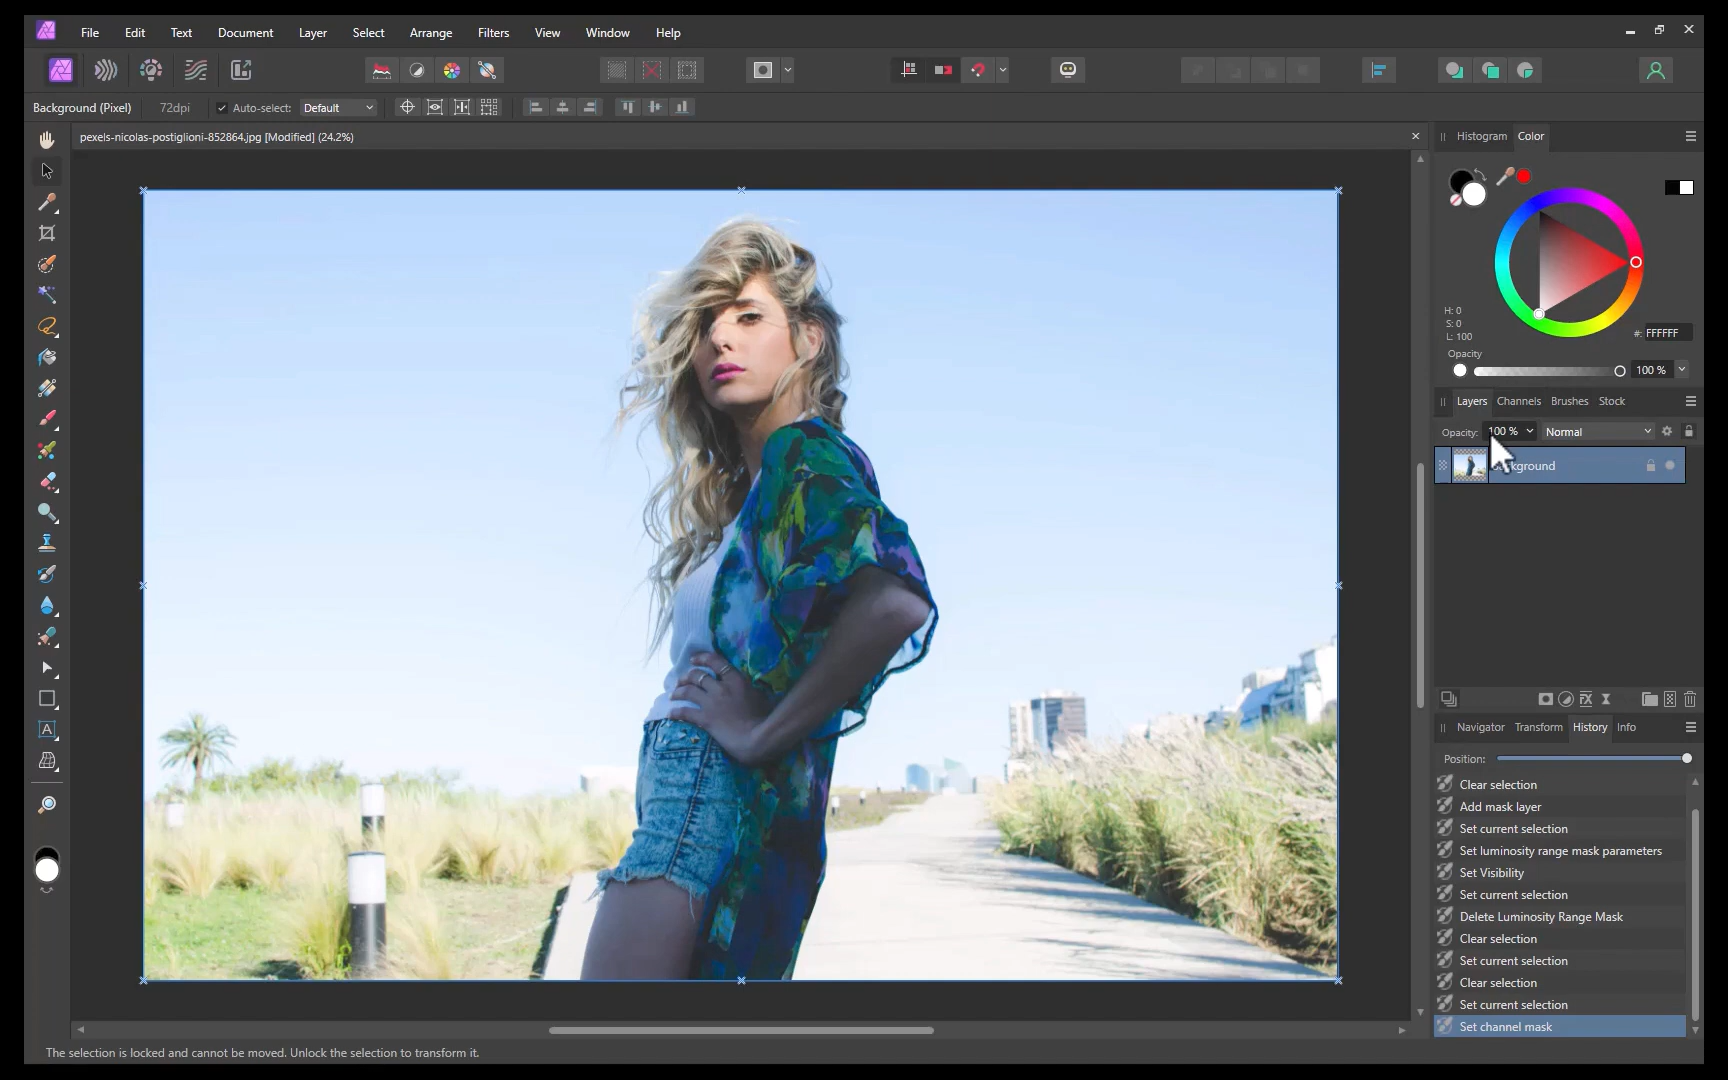 File Edit Text Document Layer Select Arrange Filters View Window Help
Background (Pixel) 72dpi Auto-select: Default
pexels-nicolas-postiglioni-852864.jpg [Modified] (24.2%)
Histogram Color
H: 0
S: 0
L: 100
#: FFFFFF
Opacity
100 %
Layers Channels Brushes Stock
Opacity: 100 % Normal
Navigator Transform History Info
Position:
Clear selection
Add mask layer
Set current selection
Set luminosity range mask parameters
Set Visibility
Set current selection
Delete Luminosity Range Mask
Clear selection
Set current selection
Clear selection
Set current selection
Set channel mask
The selection is locked and cannot be moved. Unlock the selection to transform it.